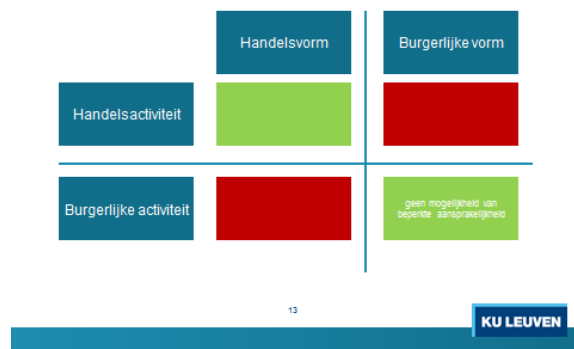 Handelsvorm
Burgerlijke vorm
Handelsactiviteit
Burgerlijke activiteit
geen mogelijkheid van
beperkte aansprakelijkheid
13
KU LEUVEN